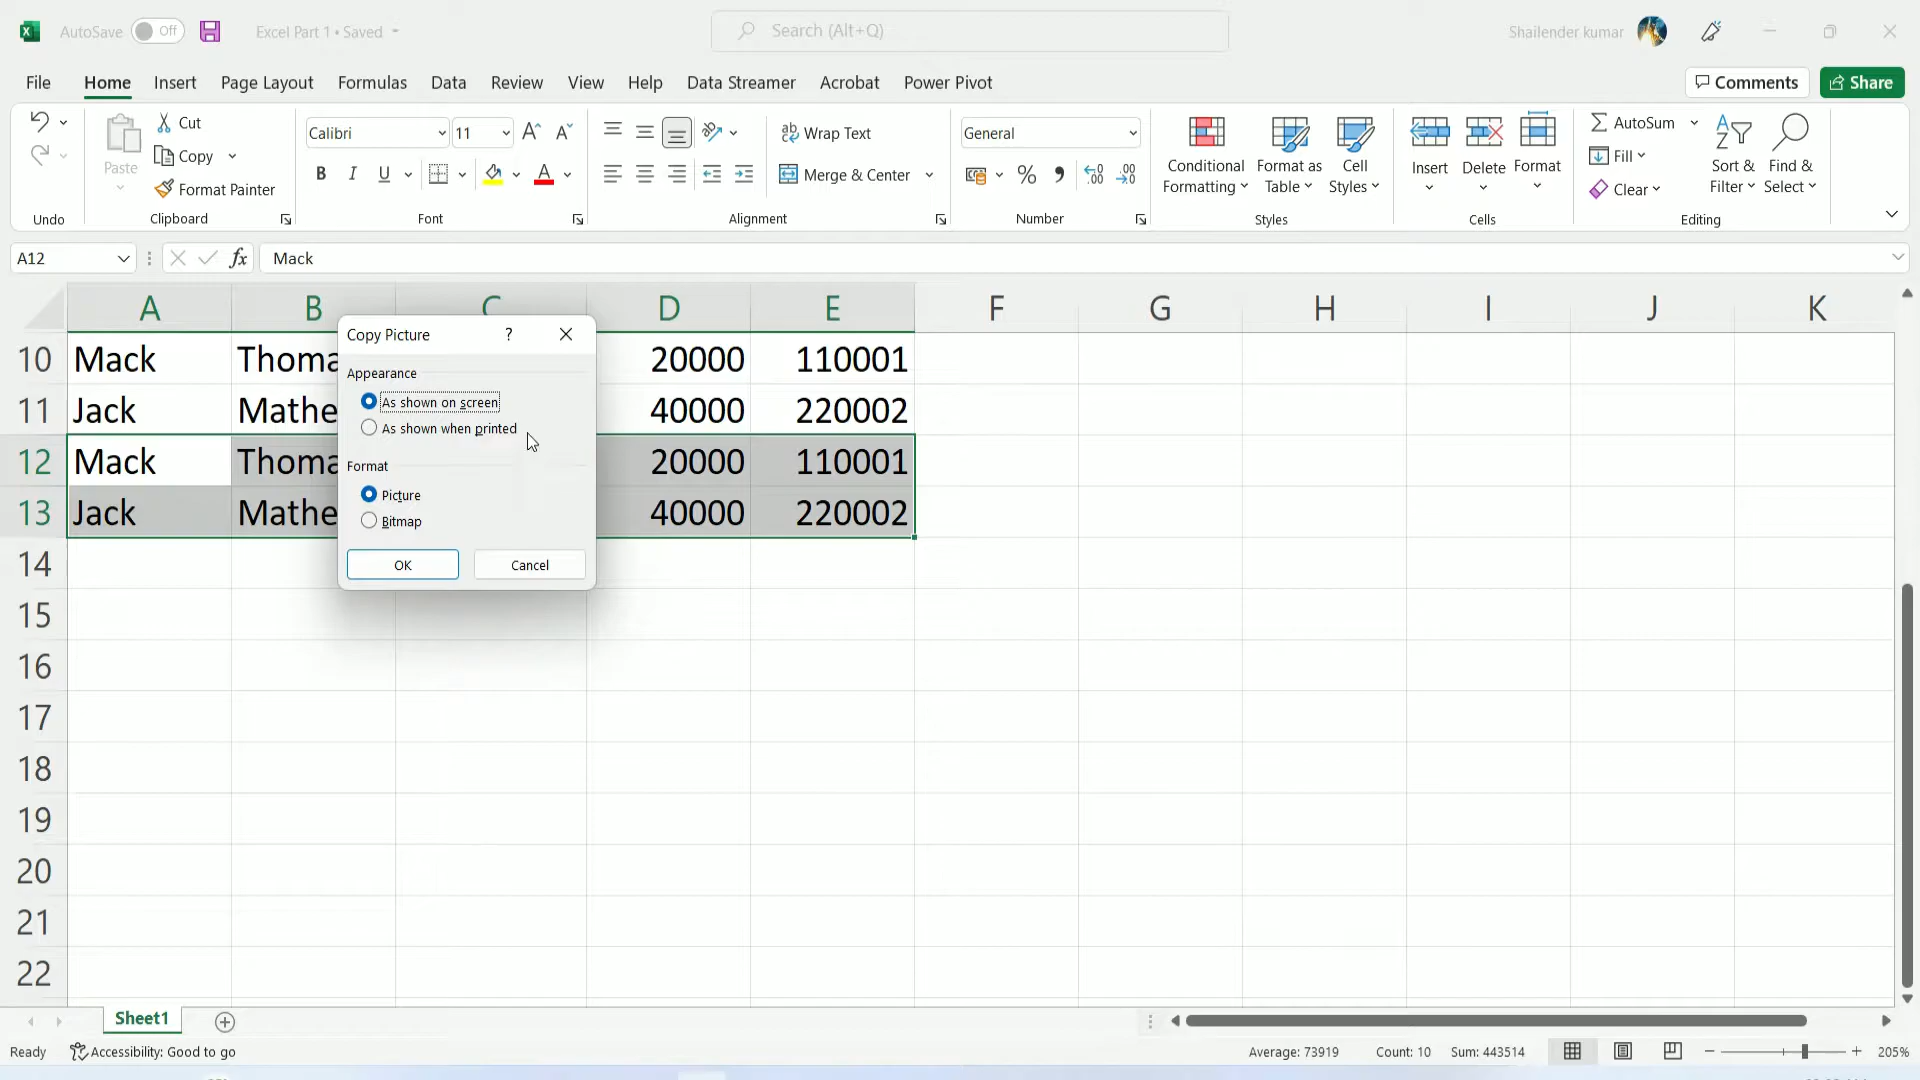 AutoSave Off Excel Part 1 • Saved Search (Alt+Q) Shailender kumar
File Home Insert Page Layout Formulas Data Review View Help Data Streamer Acrobat Power Pivot Comments Share
Cut Calibri 11 Wrap Text General AutoSum
Paste Copy Conditional Formatting Format as Table Cell Styles Insert Delete Format Fill Sort & Filter Find & Select
Format Painter B I U A Merge & Center % Clear
Undo Clipboard Font Alignment Number Styles Cells Editing
A12 fx Mack
A B C D E F G H I J K
Copy Picture ?
10 Mack Thoma 20000 110001
Appearance
As shown on screen
11 Jack Mathe 40000 220002
As shown when printed
12 Mack Thoma 20000 110001
Format
Picture
13 Jack Mathe 40000 220002
Bitmap
14
OK Cancel
15
16
17
18
19
20
21
22
Sheet1
Ready Accessibility: Good to go Average: 73919 Count: 10 Sum: 443514 205%